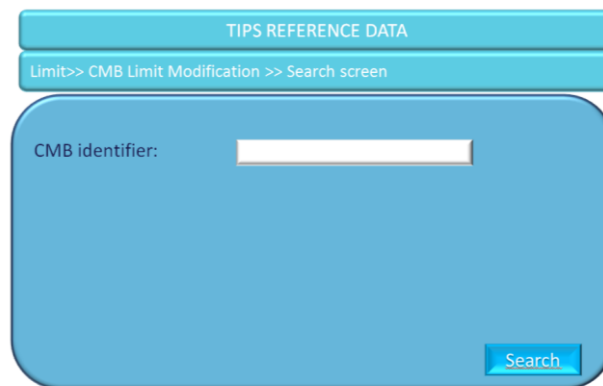 TIPS REFERENCE DATA
Limit>> CMB Limit Modification >> Search screen
CMB identifier:
Search